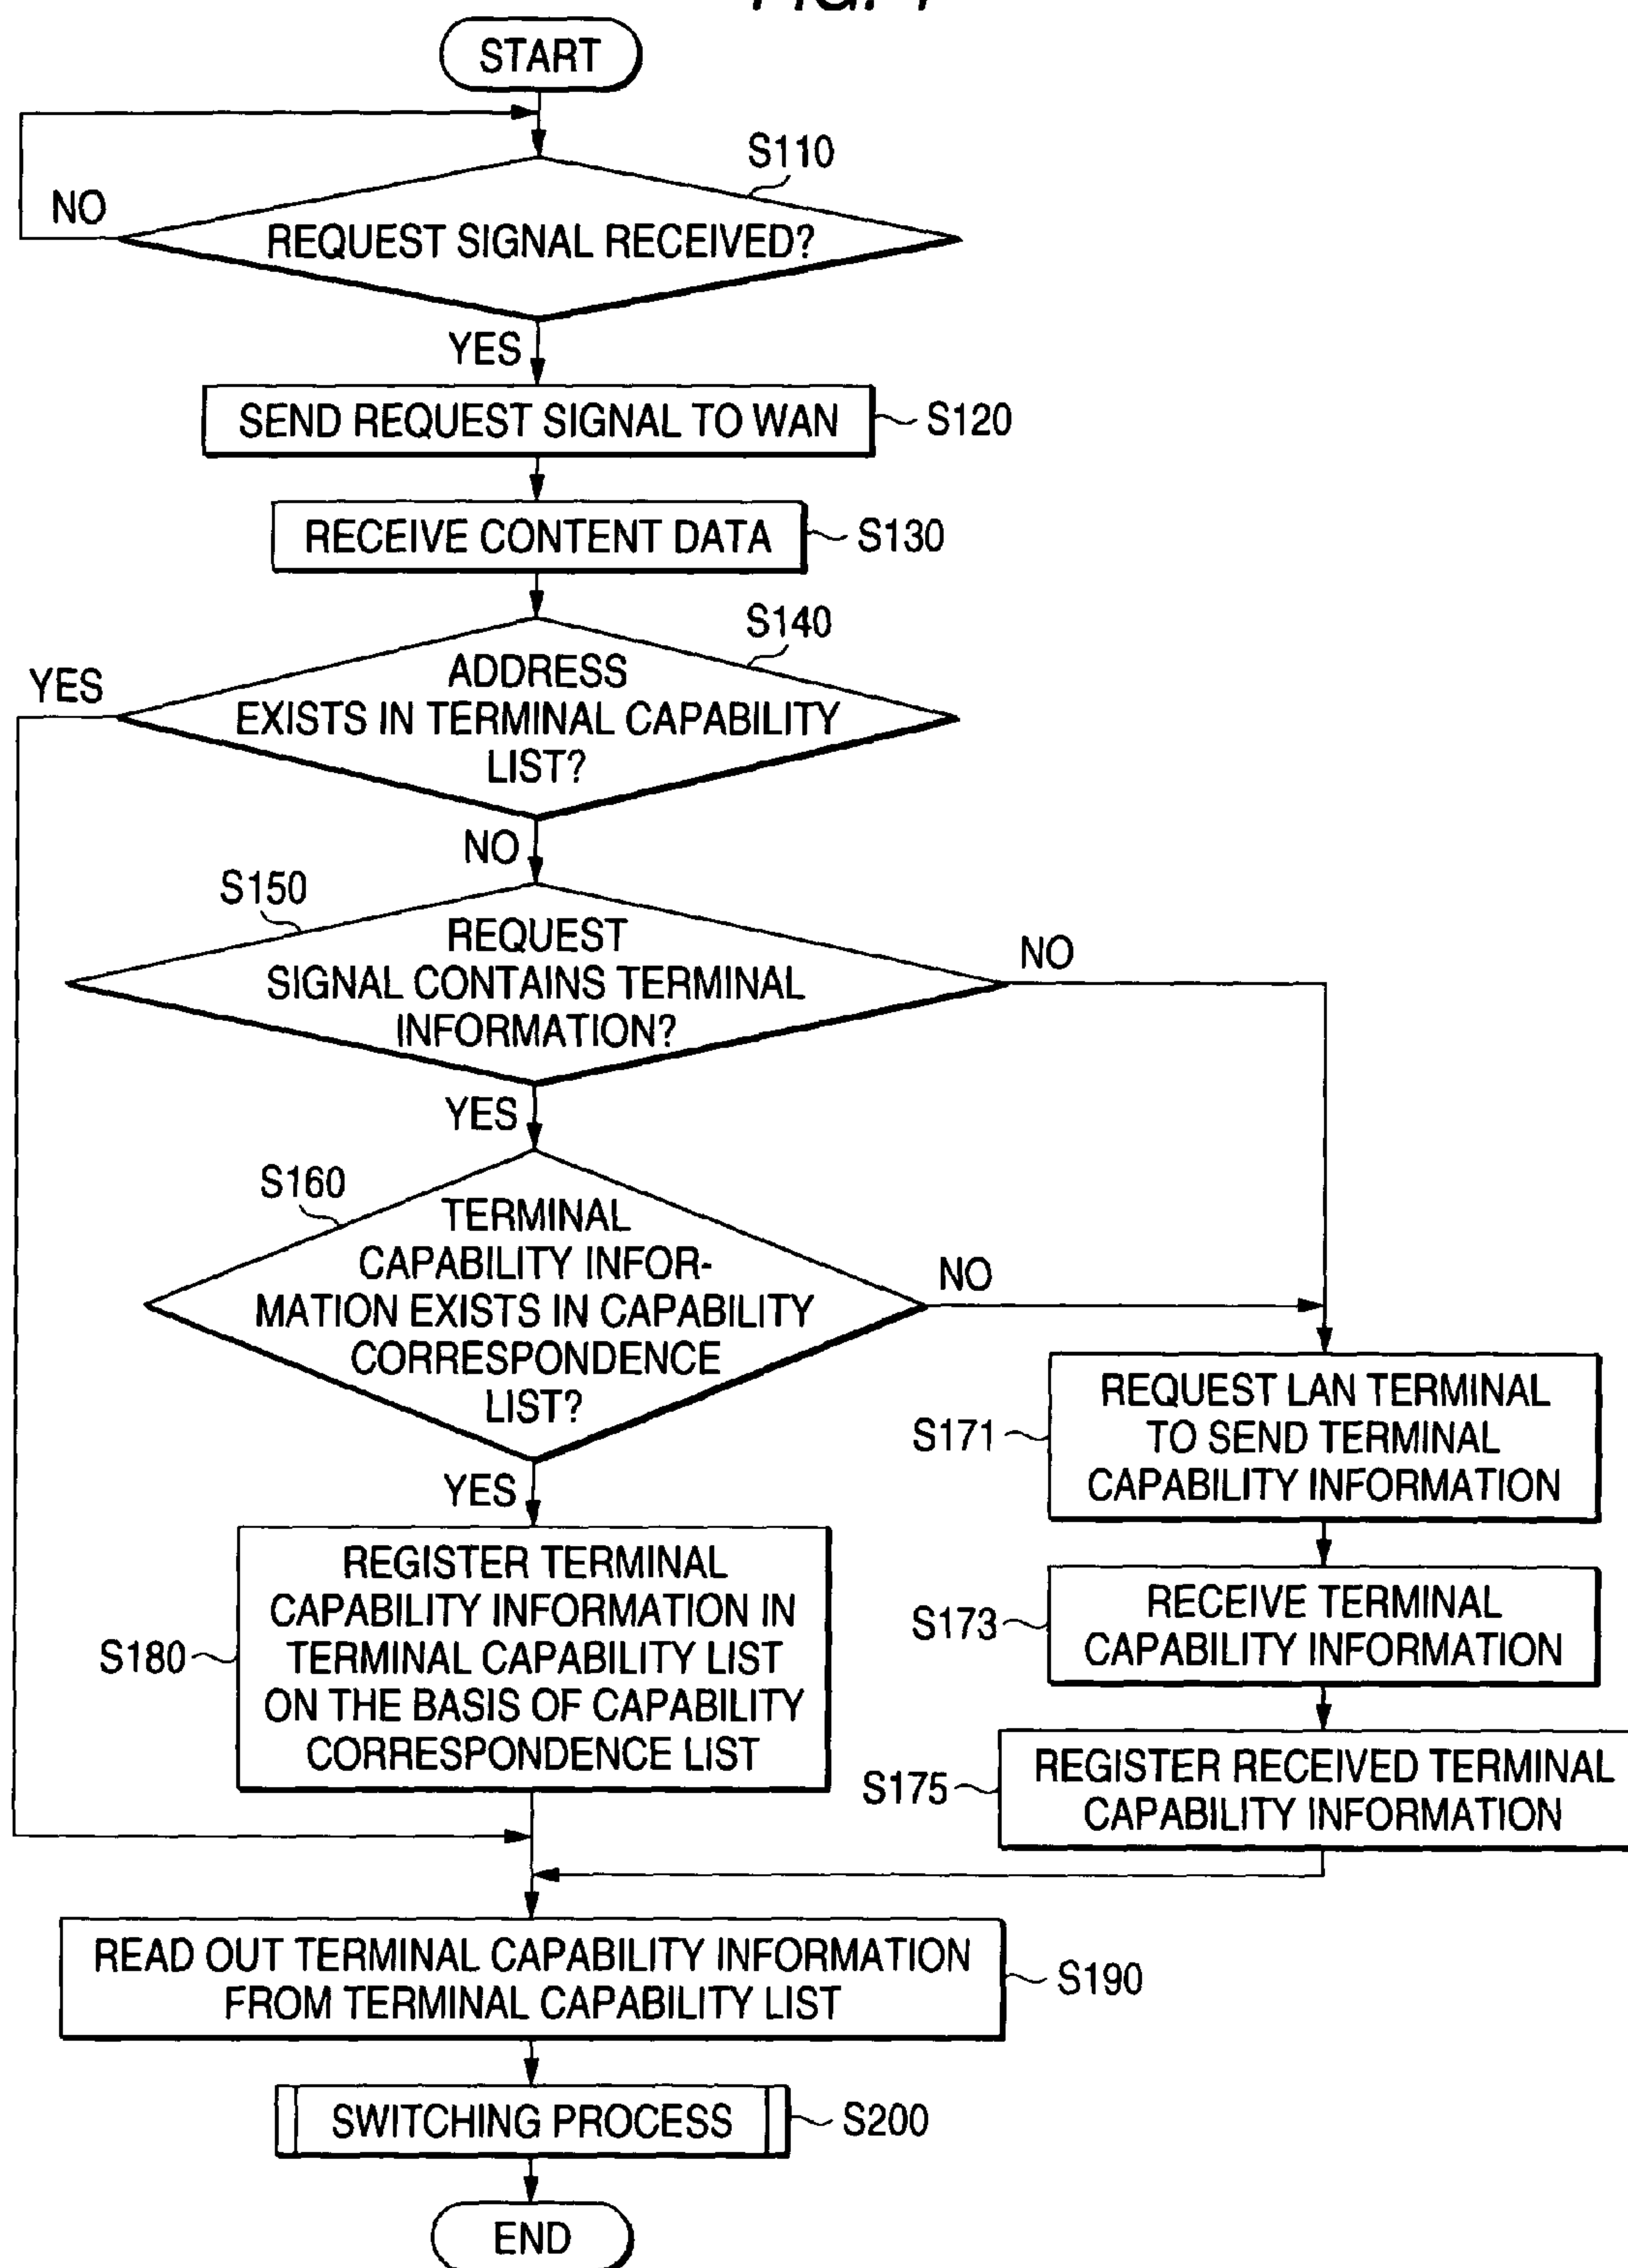 START
S110
NO
REQUEST SIGNAL RECEIVED?
YES
SEND REQUEST SIGNAL TO WAN
S120
RECEIVE CONTENT DATA
S130
S140
YES
ADDRESS
EXISTS IN TERMINAL CAPABILITY
LIST?
NO
S150
REQUEST
SIGNAL CONTAINS TERMINAL
INFORMATION?
NO
YES
S160
TERMINAL
CAPABILITY INFOR-
MATION EXISTS IN CAPABILITY
CORRESPONDENCE
LIST?
NO
YES
S171
REQUEST LAN TERMINAL
TO SEND TERMINAL
CAPABILITY INFORMATION
S173
RECEIVE TERMINAL
CAPABILITY INFORMATION
S175
REGISTER RECEIVED TERMINAL
CAPABILITY INFORMATION
S180
REGISTER TERMINAL
CAPABILITY INFORMATION IN
TERMINAL CAPABILITY LIST
ON THE BASIS OF CAPABILITY
CORRESPONDENCE LIST
READ OUT TERMINAL CAPABILITY INFORMATION
FROM TERMINAL CAPABILITY LIST
S190
SWITCHING PROCESS
S200
END